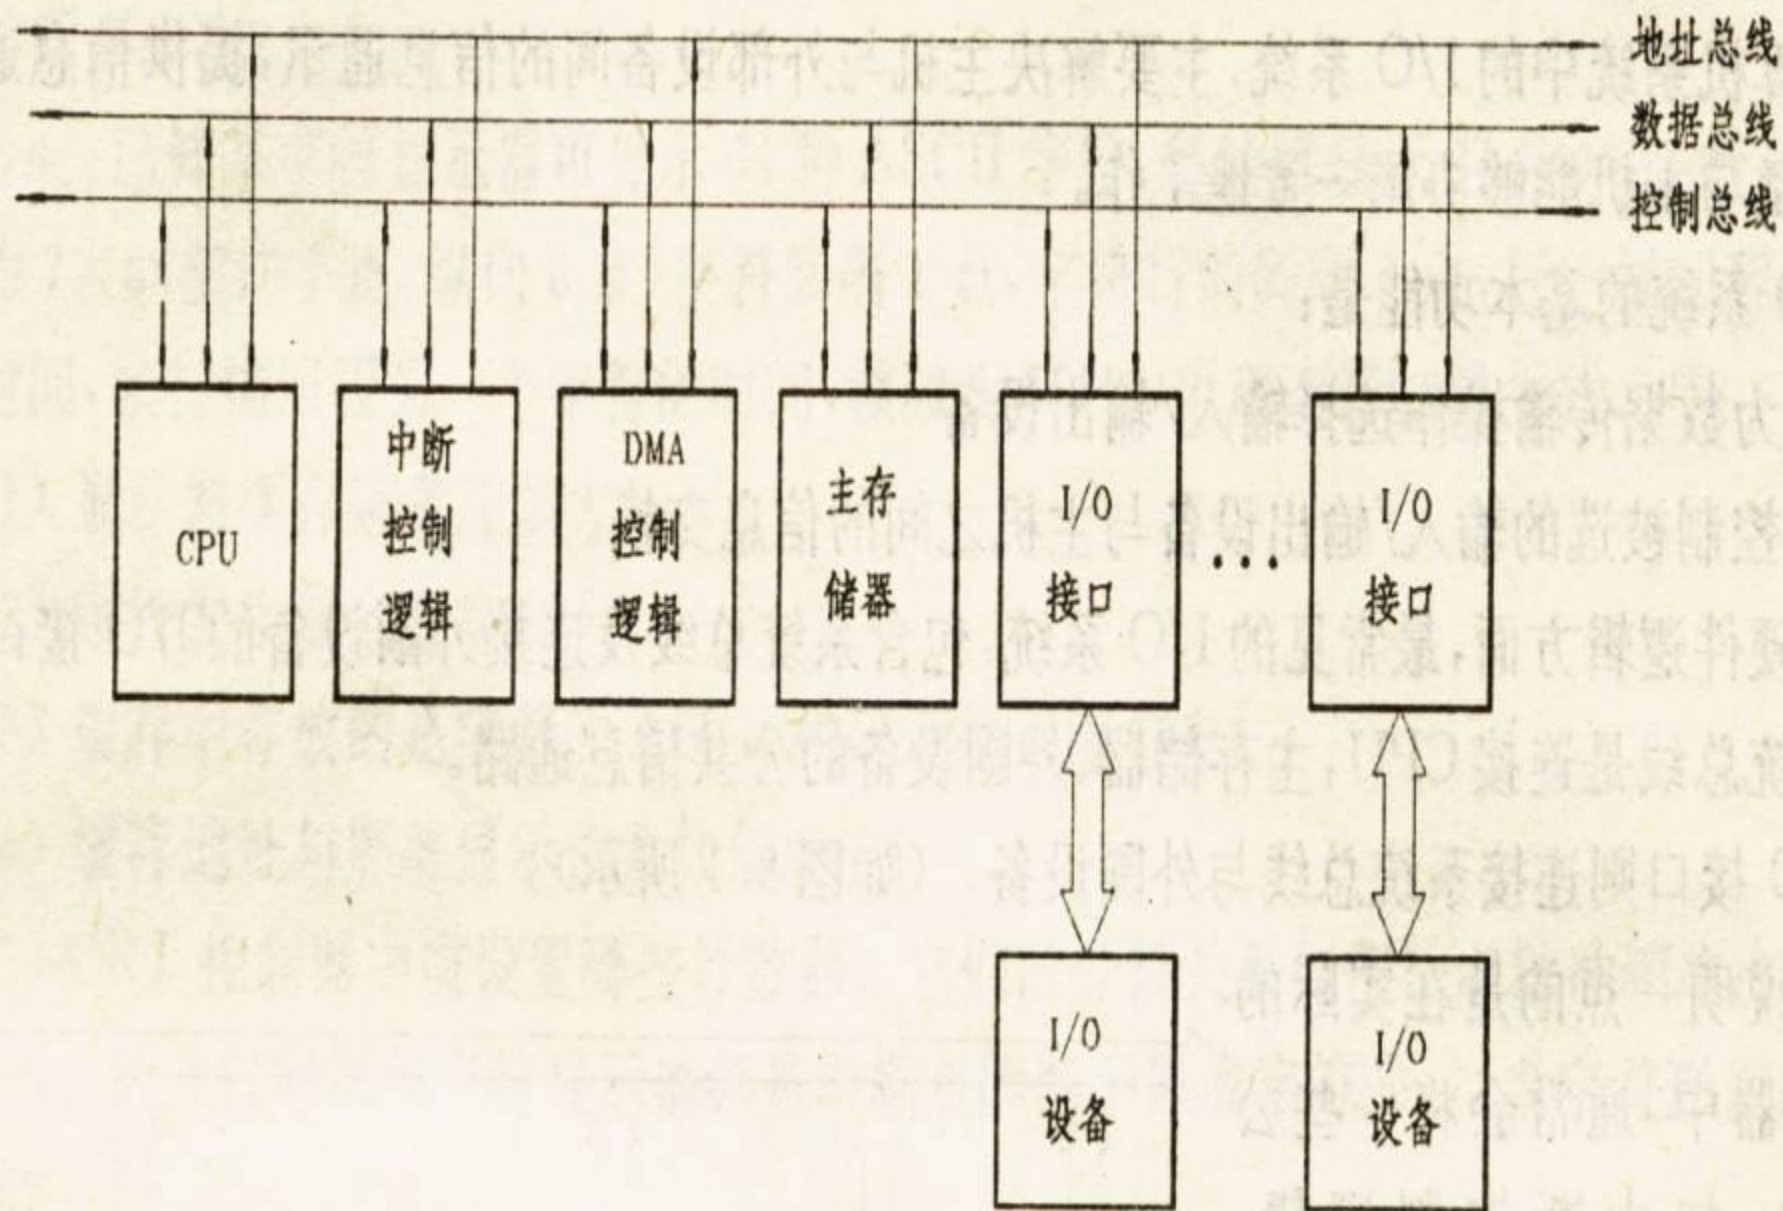 地址总线
数据总线
控制总线
CPU
中断
控制
逻辑
DMA
控制
逻辑
主存
储器
I/O
接口
...
I/O
接口
I/O
设备
I/O
设备